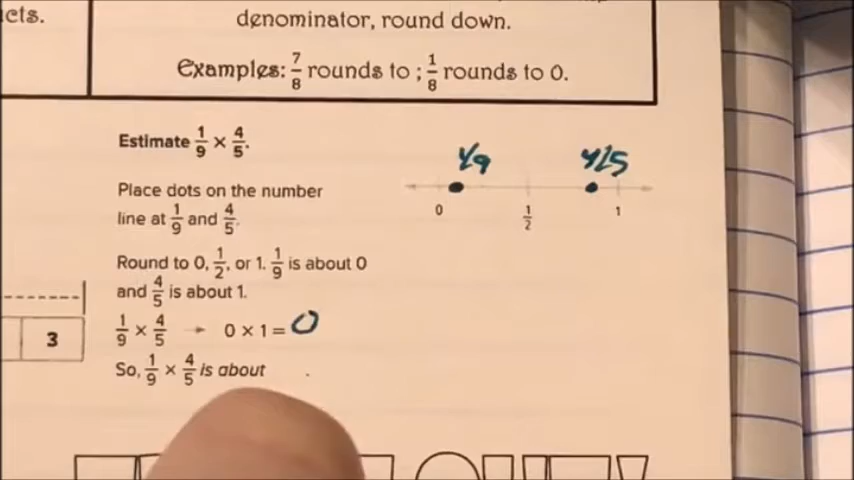 cts.
denominator, round down.
Examples: 7/8 rounds to ; 1/8 rounds to 0.
Estimate 1/9 × 4/5.
1/9
4/5
Place dots on the number
line at 1/9 and 4/5.
0
1/2
1
Round to 0, 1/2, or 1. 1/9 is about 0
and 4/5 is about 1.
1/9 × 4/5 → 0 × 1 = 0
3
So, 1/9 × 4/5 is about .